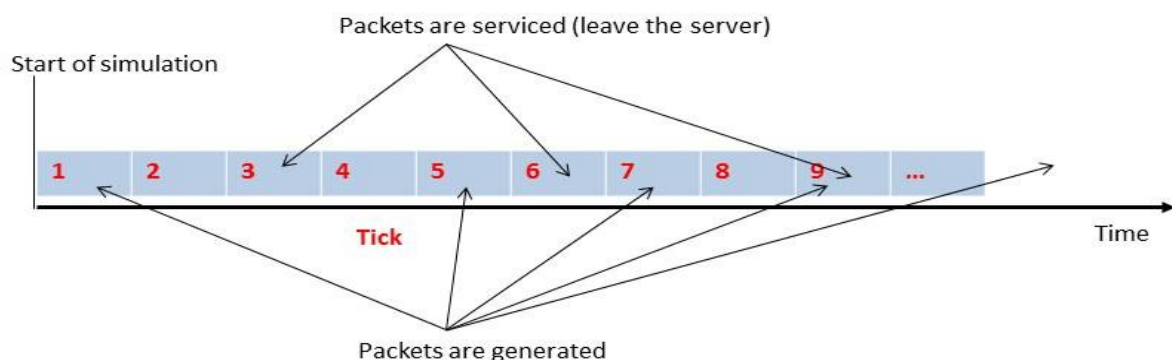 Packets are serviced (leave the server)
Start of simulation
1 2 3 4 5 6 7 8 9 ...
Tick
Time
Packets are generated